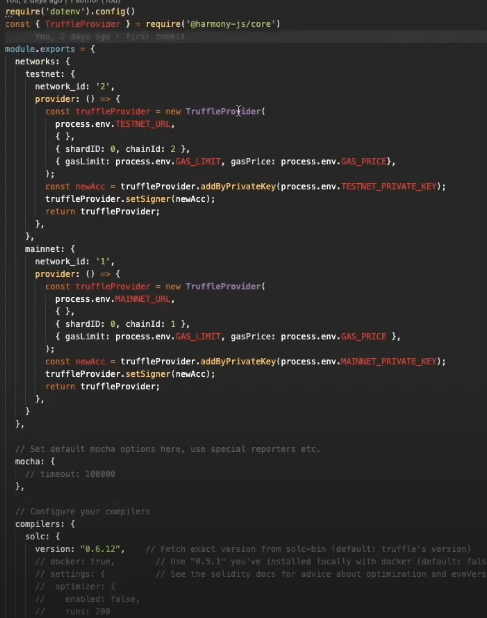 You, 2 days ago | 1 author (You)
require('dotenv').config()
const { TruffleProvider } = require('@harmony-js/core')
You, 2 days ago • first commit
module.exports = {
  networks: {
    testnet: {
      network_id: '2',
      provider: () => {
        const truffleProvider = new TruffleProvider(
          process.env.TESTNET_URL,
          { },
          { shardID: 0, chainId: 2 },
          { gasLimit: process.env.GAS_LIMIT, gasPrice: process.env.GAS_PRICE},
        );
        const newAcc = truffleProvider.addByPrivateKey(process.env.TESTNET_PRIVATE_KEY);
        truffleProvider.setSigner(newAcc);
        return truffleProvider;
      },
    },
    mainnet: {
      network_id: '1',
      provider: () => {
        const truffleProvider = new TruffleProvider(
          process.env.MAINNET_URL,
          { },
          { shardID: 0, chainId: 1 },
          { gasLimit: process.env.GAS_LIMIT, gasPrice: process.env.GAS_PRICE },
        );
        const newAcc = truffleProvider.addByPrivateKey(process.env.MAINNET_PRIVATE_KEY);
        truffleProvider.setSigner(newAcc);
        return truffleProvider;
      },
    }
  },
  // Set default mocha options here, use special reporters etc.
  mocha: {
    // timeout: 100000
  },
  // Configure your compilers
  compilers: {
    solc: {
      version: "0.6.12",    // Fetch exact version from solc-bin (default: truffle's version)
      // docker: true,        // Use "0.5.1" you've installed locally with docker (default: fals
      // settings: {          // See the solidity docs for advice about optimization and evmVers
      //  optimizer: {
      //    enabled: false,
      //    runs: 200